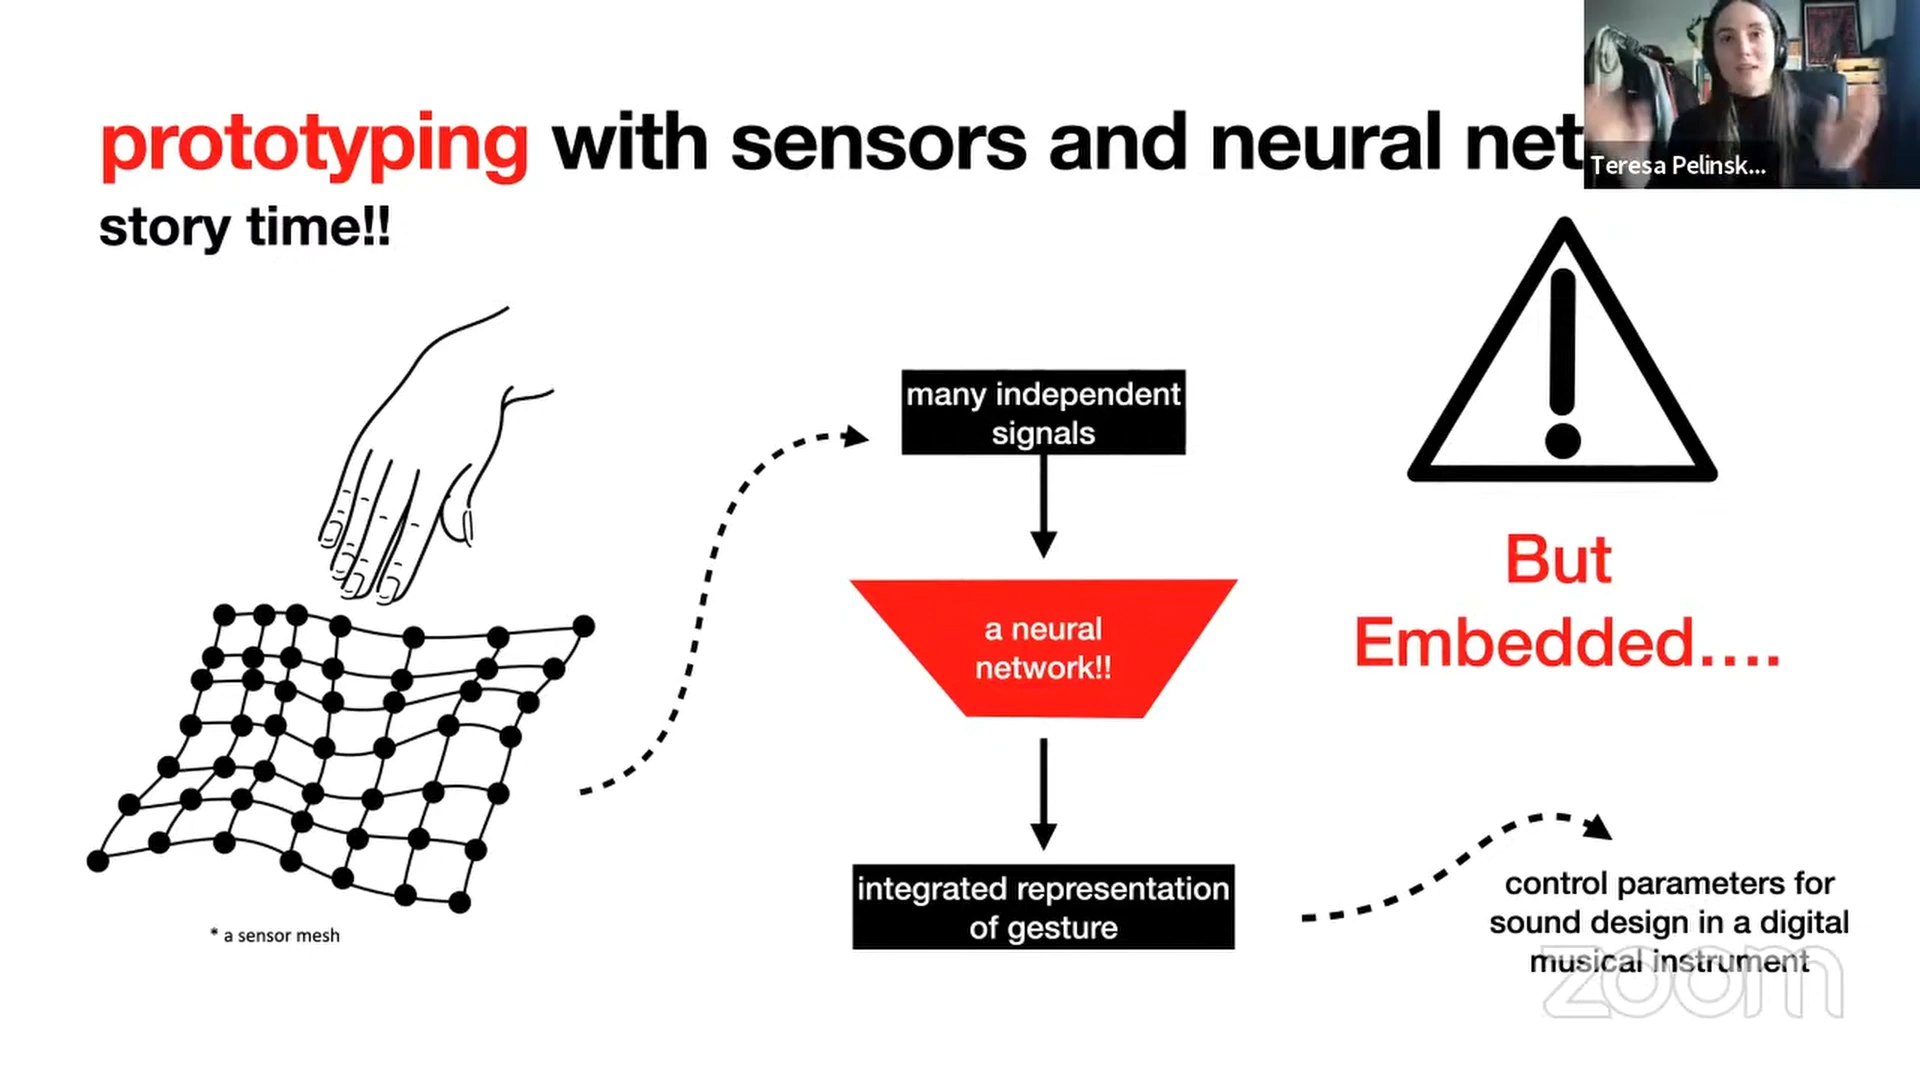 prototyping with sensors and neural net
Teresa Pelinsk...
story time!!
many independent
signals
a neural
network!!
But
Embedded....
integrated representation
of gesture
control parameters for
sound design in a digital
musical instrument
* a sensor mesh
zoom